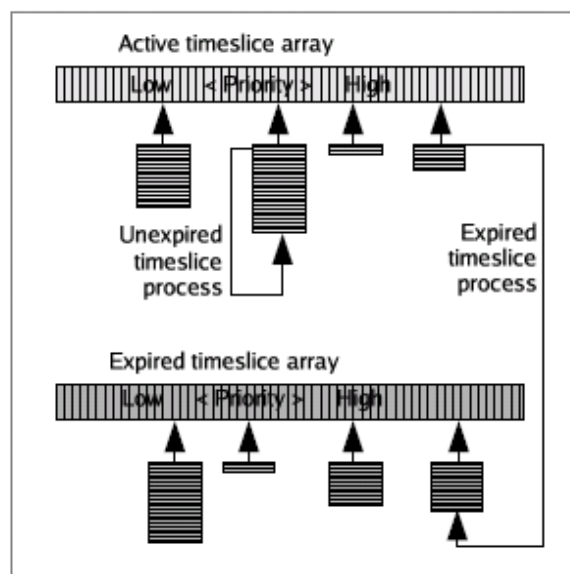 Active timeslice array
Low < Priority > High
Unexpired
timeslice
process
Expired
timeslice
process
Expired timeslice array
Low < Priority > High